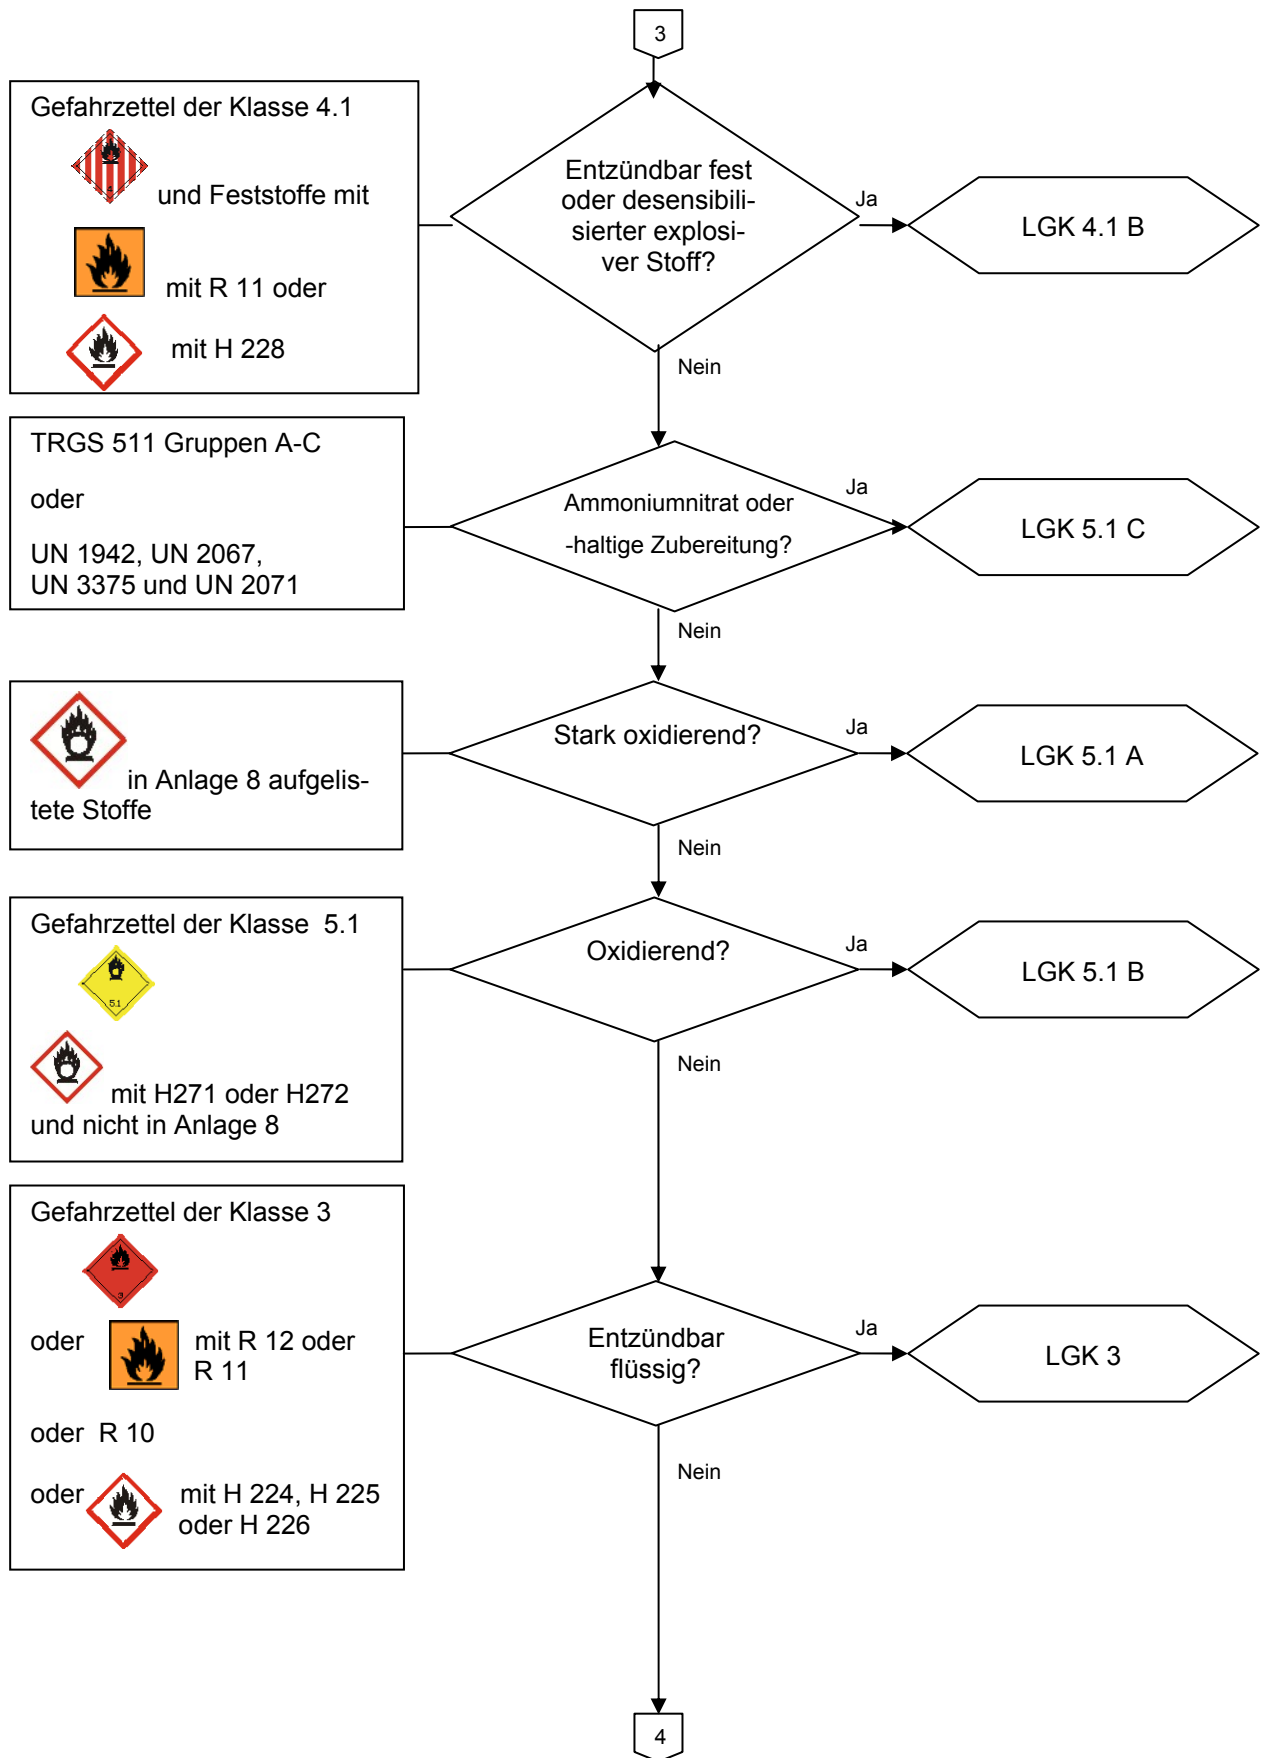 3
Gefahrzettel der Klasse 4.1
4
und Feststoffe mit
mit R 11 oder
mit H 228
Entzündbar fest
oder desensibili-
sierter explosi-
ver Stoff?
Ja
LGK 4.1 B
Nein
TRGS 511 Gruppen A-C
oder
UN 1942, UN 2067,
UN 3375 und UN 2071
Ammoniumnitrat oder
-haltige Zubereitung?
Ja
LGK 5.1 C
Nein
in Anlage 8 aufgelis-
tete Stoffe
Stark oxidierend?
Ja
LGK 5.1 A
Nein
Gefahrzettel der Klasse 5.1
5.1
mit H271 oder H272
und nicht in Anlage 8
Oxidierend?
Ja
LGK 5.1 B
Nein
Gefahrzettel der Klasse 3
3
oder mit R 12 oder
R 11
oder R 10
oder mit H 224, H 225
oder H 226
Entzündbar
flüssig?
Ja
LGK 3
Nein
4